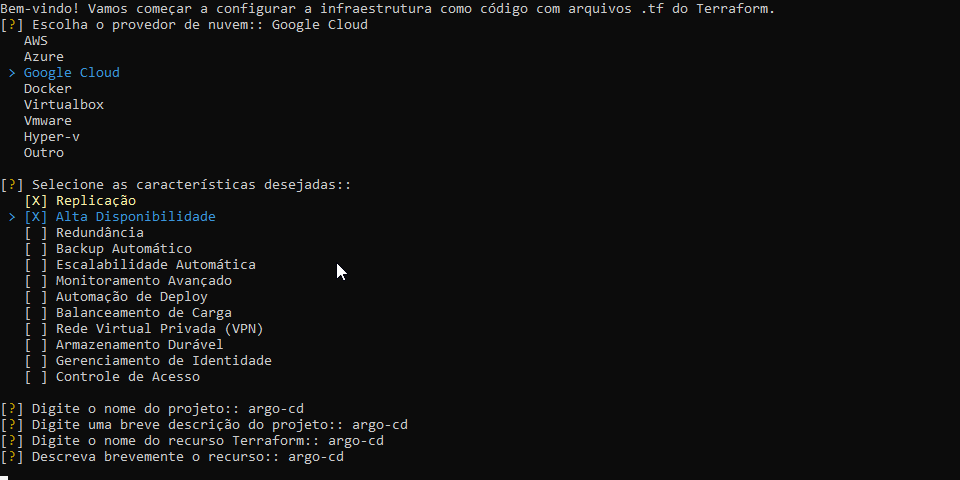 Bem-vindo! Vamos começar a configurar a infraestrutura como código com arquivos .tf do Terraform.
[?] Escolha o provedor de nuvem:: Google Cloud
AWS
Azure
> Google Cloud
Docker
Virtualbox
Vmware
Hyper-v
Outro
[?] Selecione as características desejadas::
[X] Replicação
> [X] Alta Disponibilidade
[ ] Redundância
[ ] Backup Automático
[ ] Escalabilidade Automática
[ ] Monitoramento Avançado
[ ] Automação de Deploy
[ ] Balanceamento de Carga
[ ] Rede Virtual Privada (VPN)
[ ] Armazenamento Durável
[ ] Gerenciamento de Identidade
[ ] Controle de Acesso
[?] Digite o nome do projeto:: argo-cd
[?] Digite uma breve descrição do projeto:: argo-cd
[?] Digite o nome do recurso Terraform:: argo-cd
[?] Descreva brevemente o recurso:: argo-cd